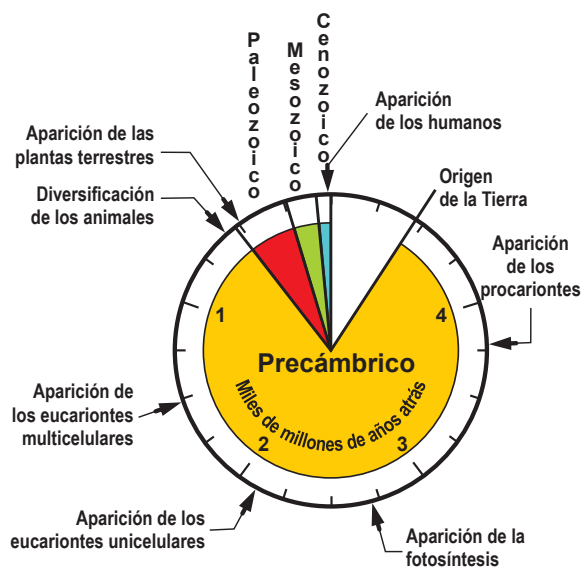 Paleozoico
Mesozoico
Cenozoico
Aparición
de los humanos
Aparición de las
plantas terrestres
Origen
de la Tierra
Diversificación
de los animales
Aparición
de los
procariontes
1
4
Precámbrico
Miles de millones de años atrás
2
3
Aparición de
los eucariontes
multicelulares
Aparición de los
eucariontes unicelulares
Aparición de la
fotosíntesis